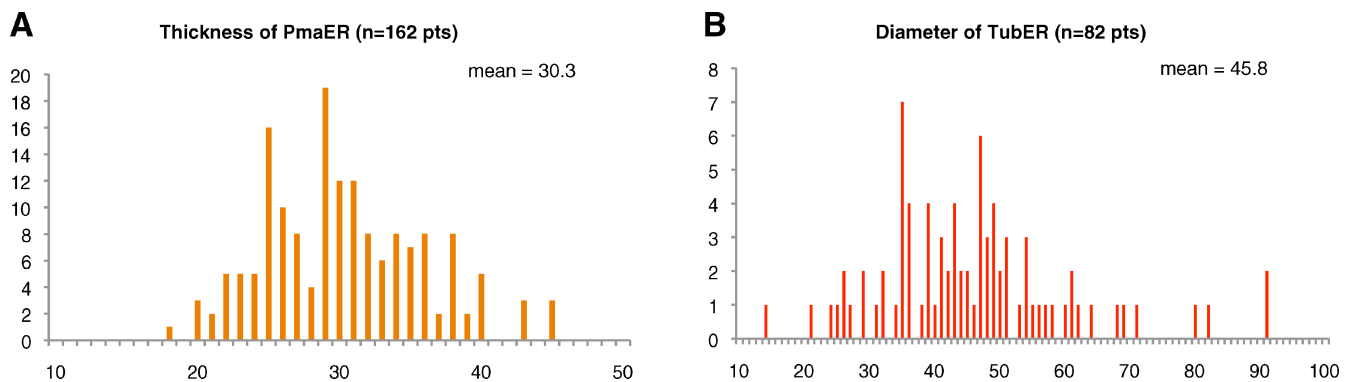 A
Thickness of PmaER (n=162 pts)
mean = 30.3
20
18
16
14
12
10
8
6
4
2
0
10 20 30 40 50
B
Diameter of TubER (n=82 pts)
mean = 45.8
8
7
6
5
4
3
2
1
0
10 20 30 40 50 60 70 80 90 100